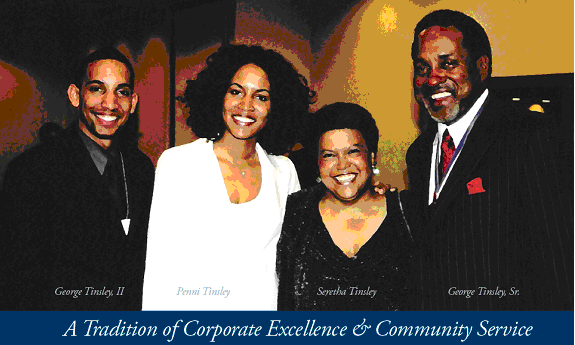 George Tinsley, II Penni Tinsley Seretha Tinsley George Tinsley, Sr.
A Tradition of Corporate Excellence & Community Service